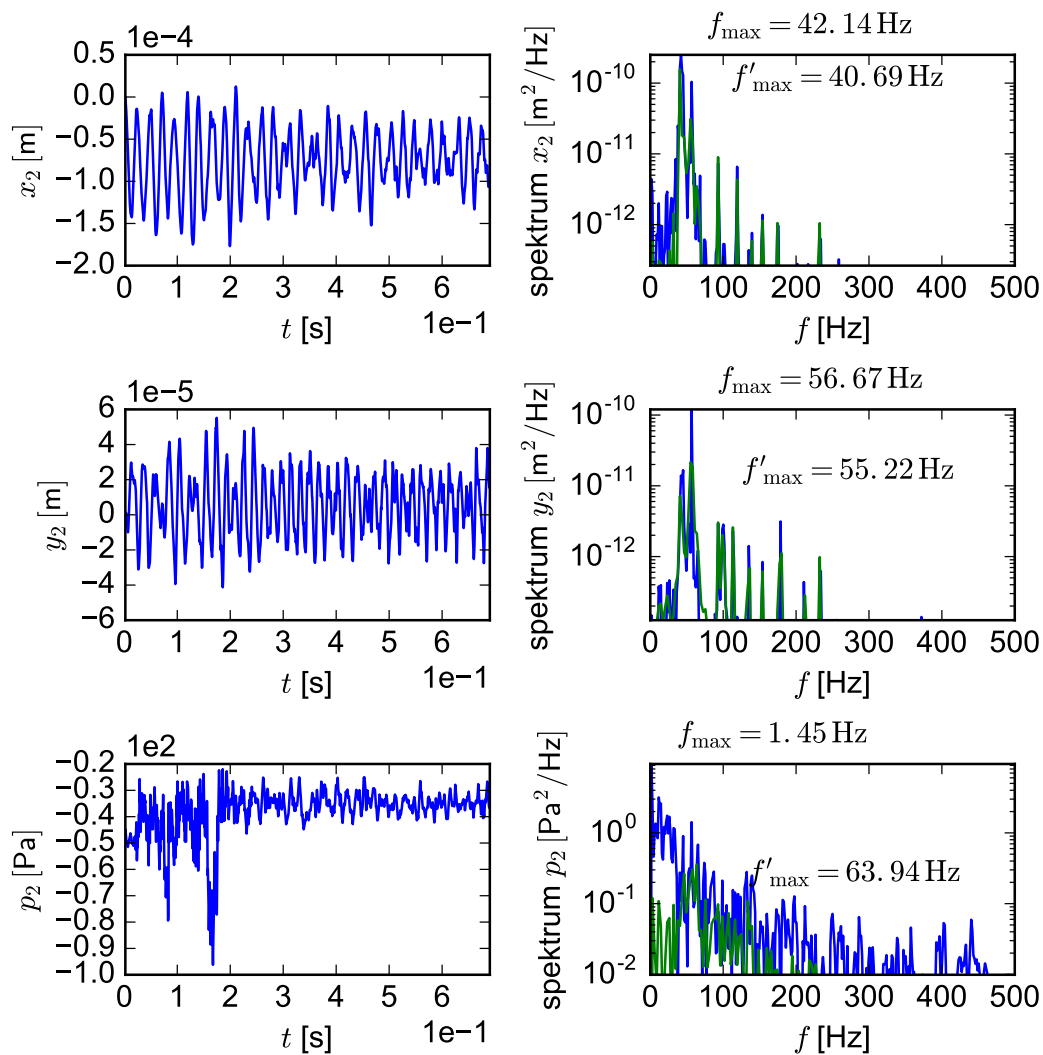 1e−4
0.5
0.0
−0.5
−1.0
−1.5
−2.0
x₂ [m]
0 1 2 3 4 5 6
1e−1
t [s]
f_max = 42.14 Hz
f′_max = 40.69 Hz
10⁻¹⁰
10⁻¹¹
10⁻¹²
spektrum x₂ [m²/Hz]
0 100 200 300 400 500
f [Hz]
1e−5
6
4
2
0
−2
−4
−6
y₂ [m]
0 1 2 3 4 5 6
1e−1
t [s]
f_max = 56.67 Hz
f′_max = 55.22 Hz
10⁻¹⁰
10⁻¹¹
10⁻¹²
spektrum y₂ [m²/Hz]
0 100 200 300 400 500
f [Hz]
1e2
−0.2
−0.3
−0.4
−0.5
−0.6
−0.7
−0.8
−0.9
−1.0
p₂ [Pa]
0 1 2 3 4 5 6
1e−1
t [s]
f_max = 1.45 Hz
f′_max = 63.94 Hz
10⁰
10⁻¹
10⁻²
spektrum p₂ [Pa²/Hz]
0 100 200 300 400 500
f [Hz]